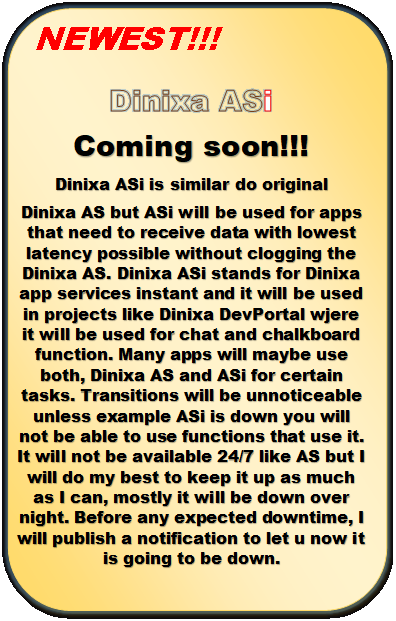 NEWEST!!!
Dinixa ASi
Coming soon!!!
Dinixa ASi is similar do original
Dinixa AS but ASi will be used for apps
that need to receive data with lowest
latency possible without clogging the
Dinixa AS. Dinixa ASi stands for Dinixa
app services instant and it will be used
in projects like Dinixa DevPortal wjere
it will be used for chat and chalkboard
function. Many apps will maybe use
both, Dinixa AS and ASi for certain
tasks. Transitions will be unnoticeable
unless example ASi is down you will
not be able to use functions that use it.
It will not be available 24/7 like AS but I
will do my best to keep it up as much
as I can, mostly it will be down over
night. Before any expected downtime, I
will publish a notification to let u now it
is going to be down.